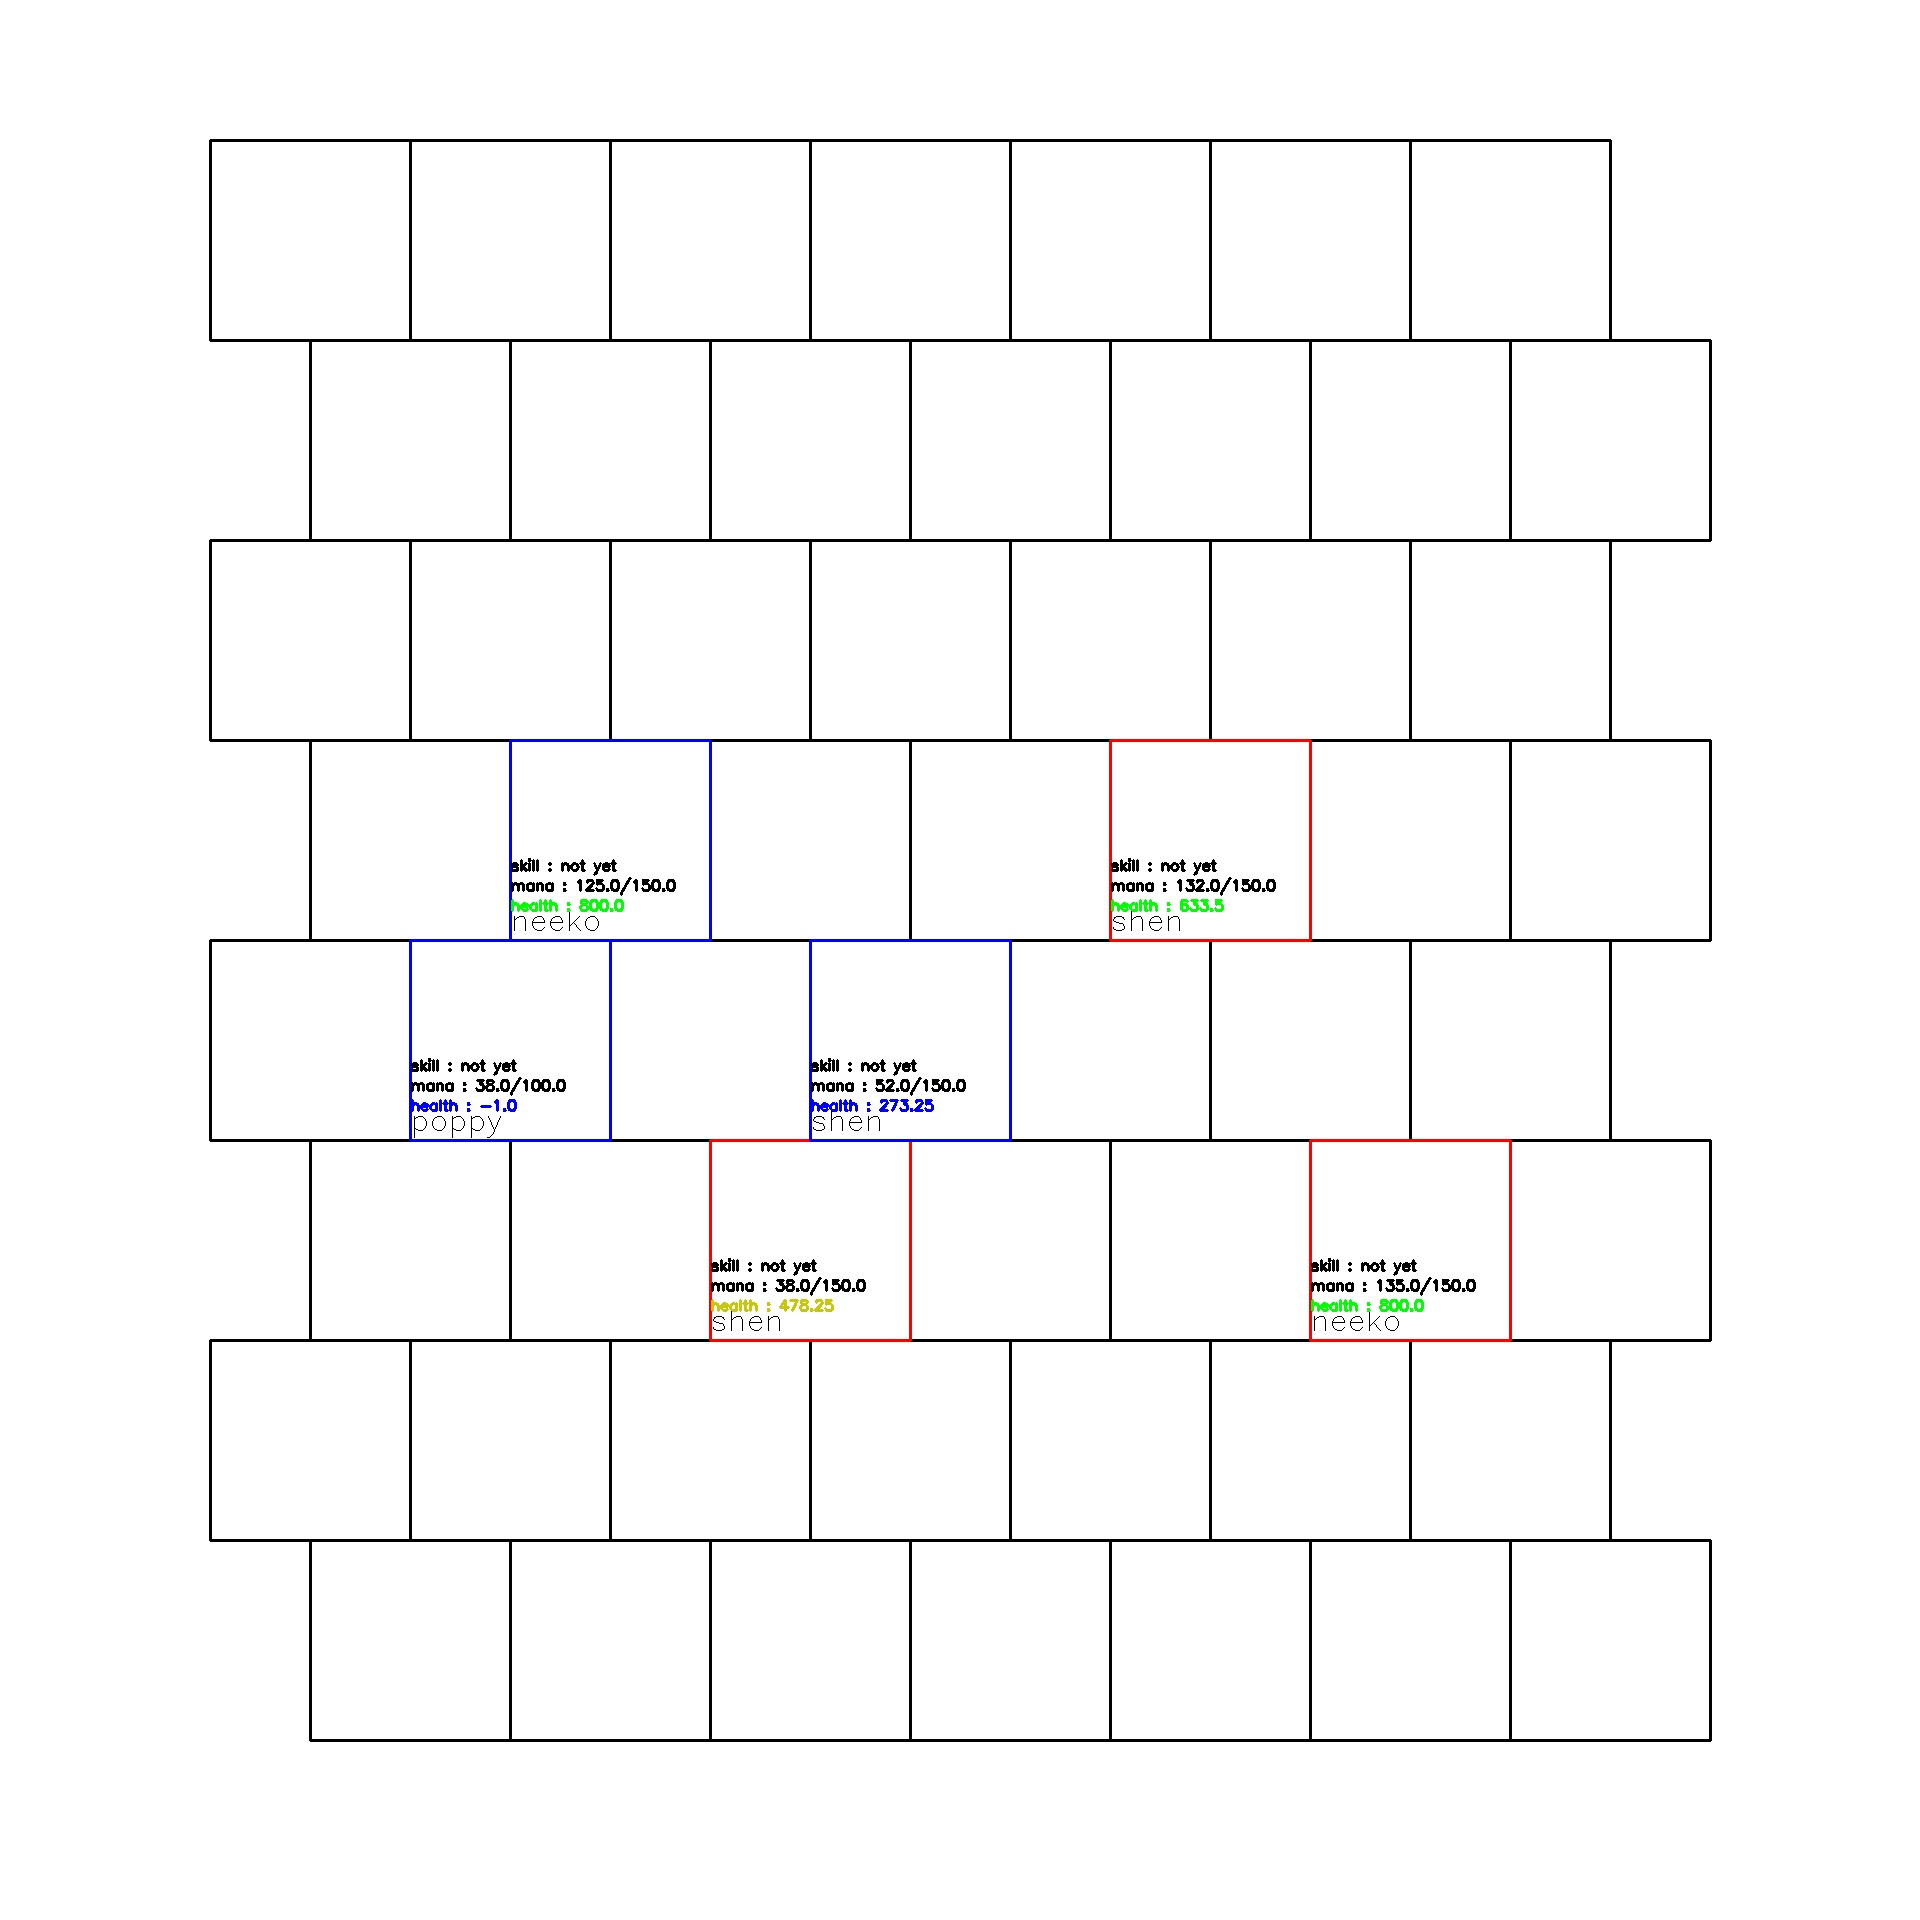 skill : not yet
mana : 125.0/150.0
health : 800.0
neeko
skill : not yet
mana : 132.0/150.0
health : 633.5
shen
skill : not yet
mana : 38.0/100.0
health : -1.0
poppy
skill : not yet
mana : 52.0/150.0
health : 273.25
shen
skill : not yet
mana : 38.0/150.0
health : 478.25
shen
skill : not yet
mana : 135.0/150.0
health : 800.0
neeko